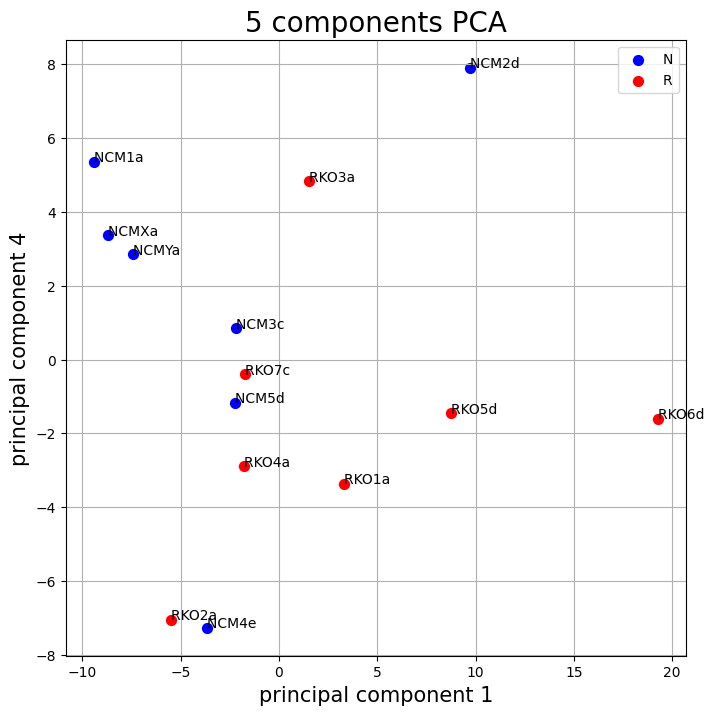 5 components PCA
N
R
NCM2d
NCM1a
RKO3a
NCMXa
NCMYa
NCM3c
RKO7c
NCM5d
RKO5d
RKO6d
RKO4a
RKO1a
RKO2a
NCM4e
8
6
4
2
0
−2
−4
−6
−8
principal component 4
−10
−5
0
5
10
15
20
principal component 1